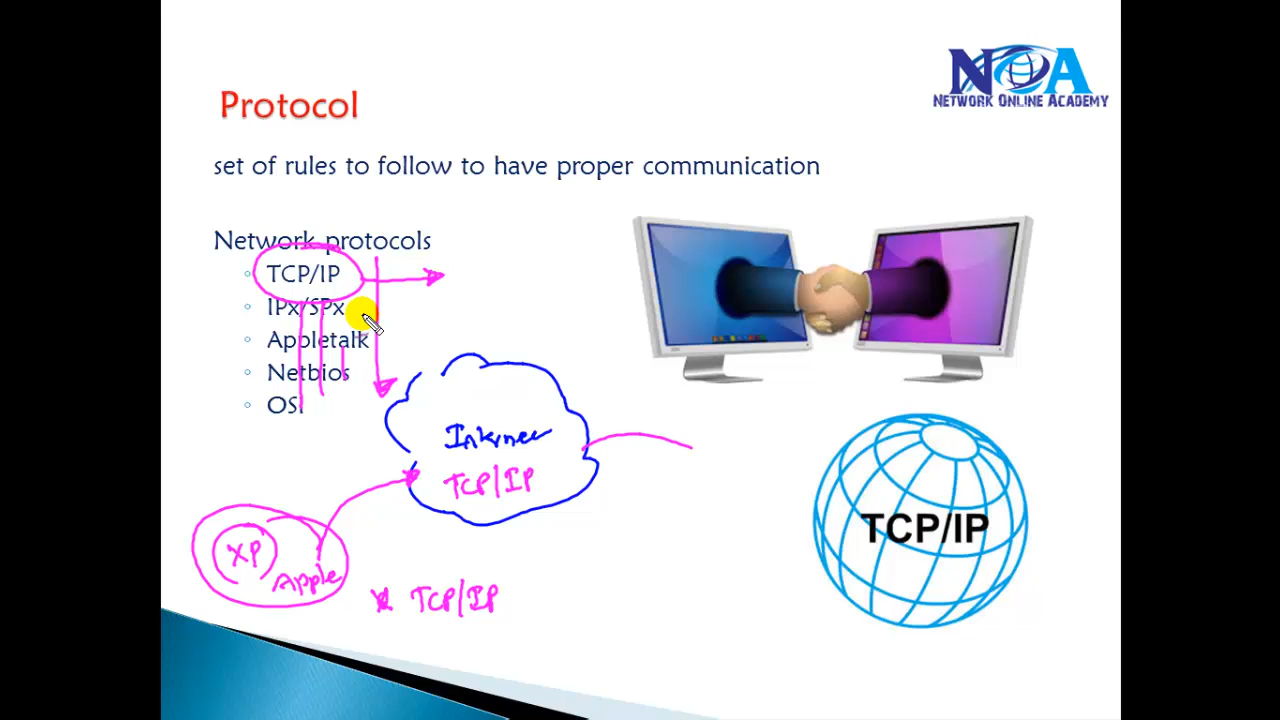 NOA
NETWORK ONLINE ACADEMY
Protocol
set of rules to follow to have proper communication
Network protocols
TCP/IP
IPx/SPx
Appletalk
Netbios
OSI
Internet
TCP/IP
TCP/IP
XP
Apple
TCP/IP